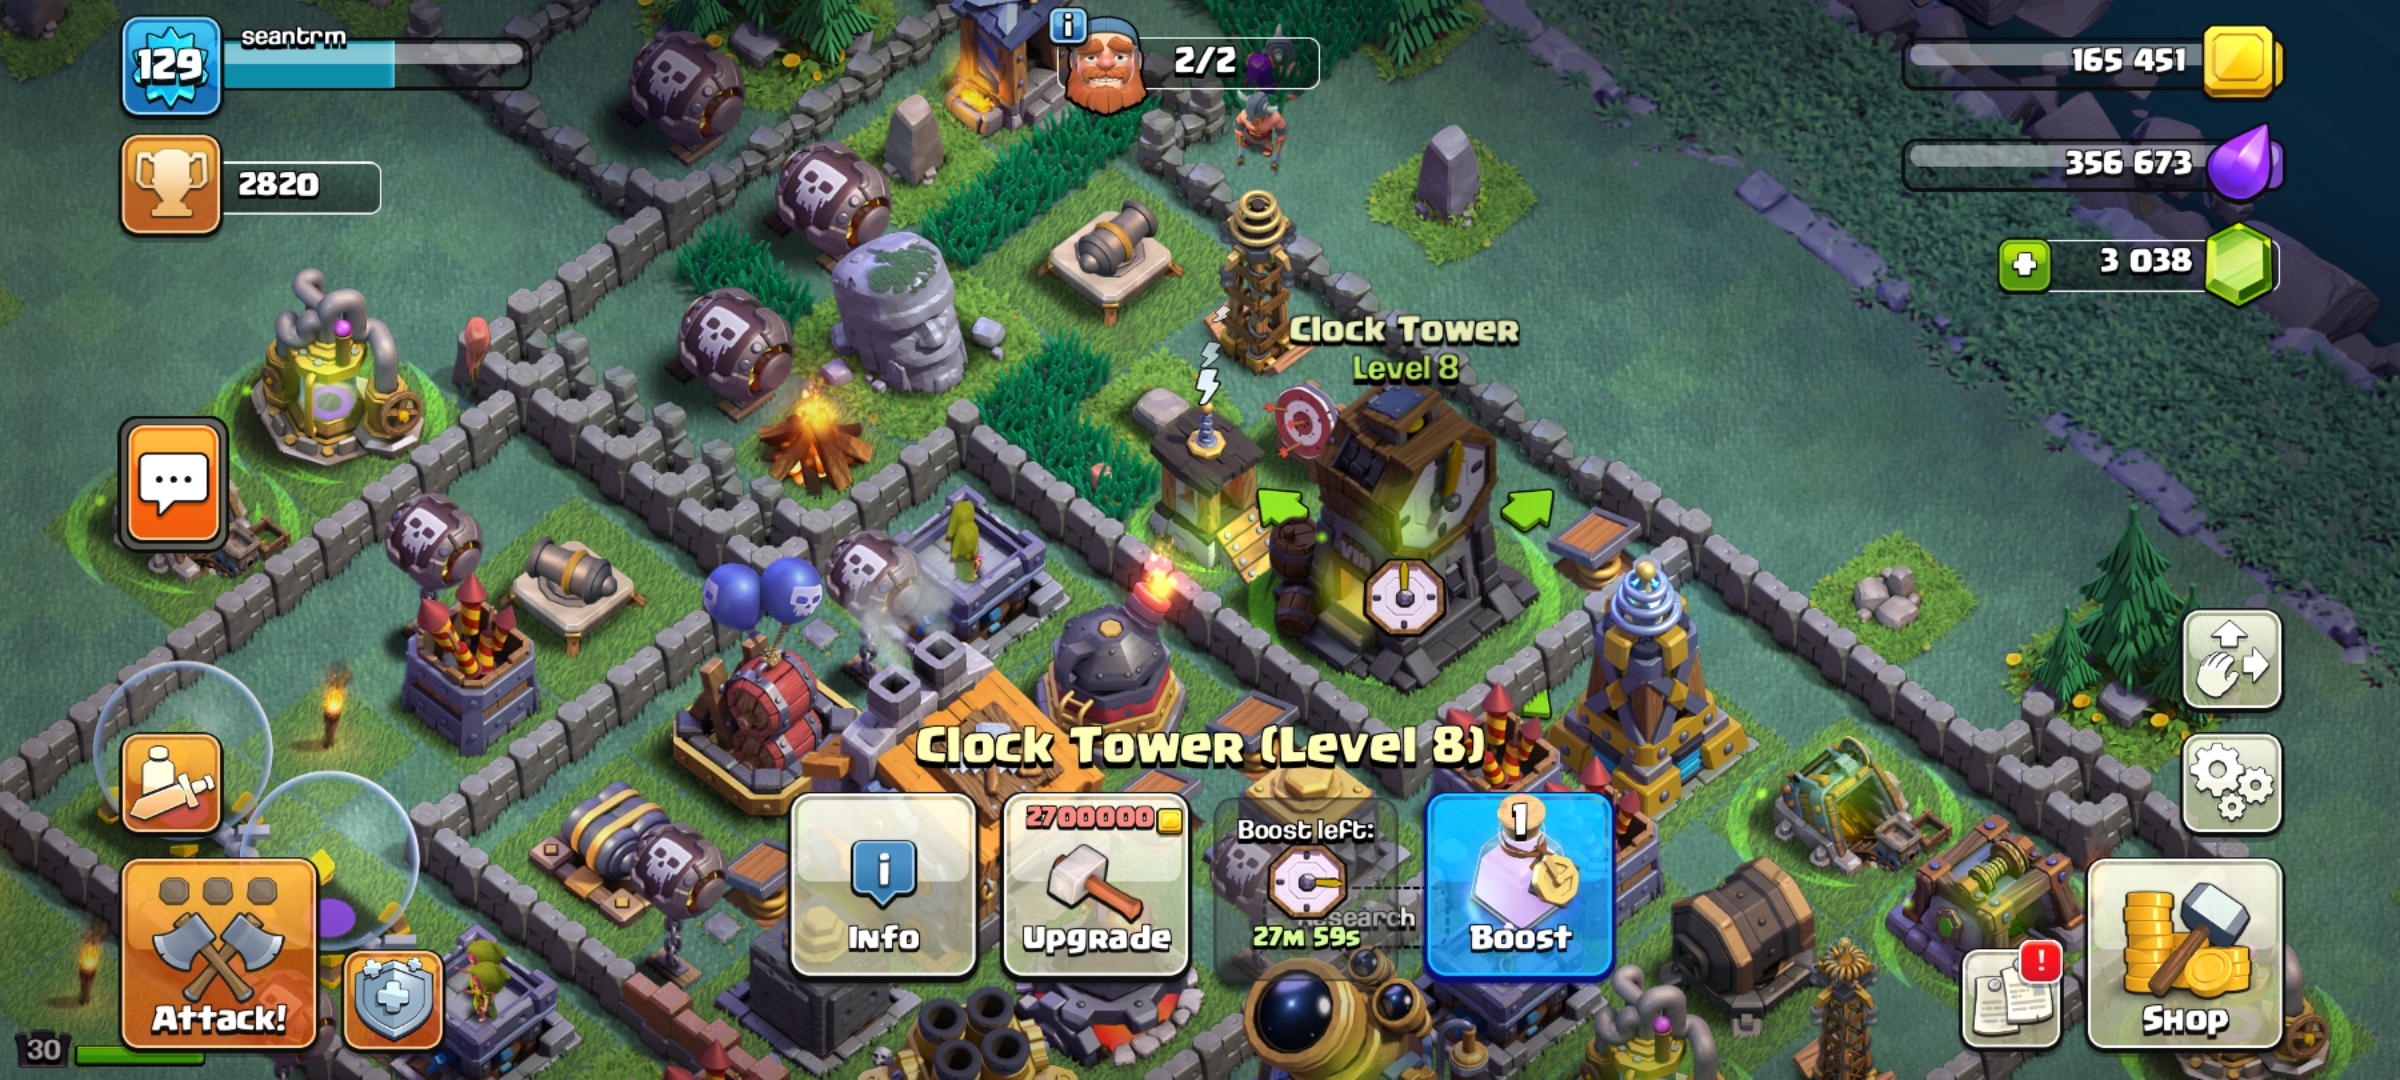 129
seantrm
2/2
165 451
2820
356 673
3 038
Clock Tower
Level 8
Clock Tower (Level 8)
Info
2700000
Upgrade
Boost left:
Research
27M 59s
1
Boost
Attack!
30
!
Shop